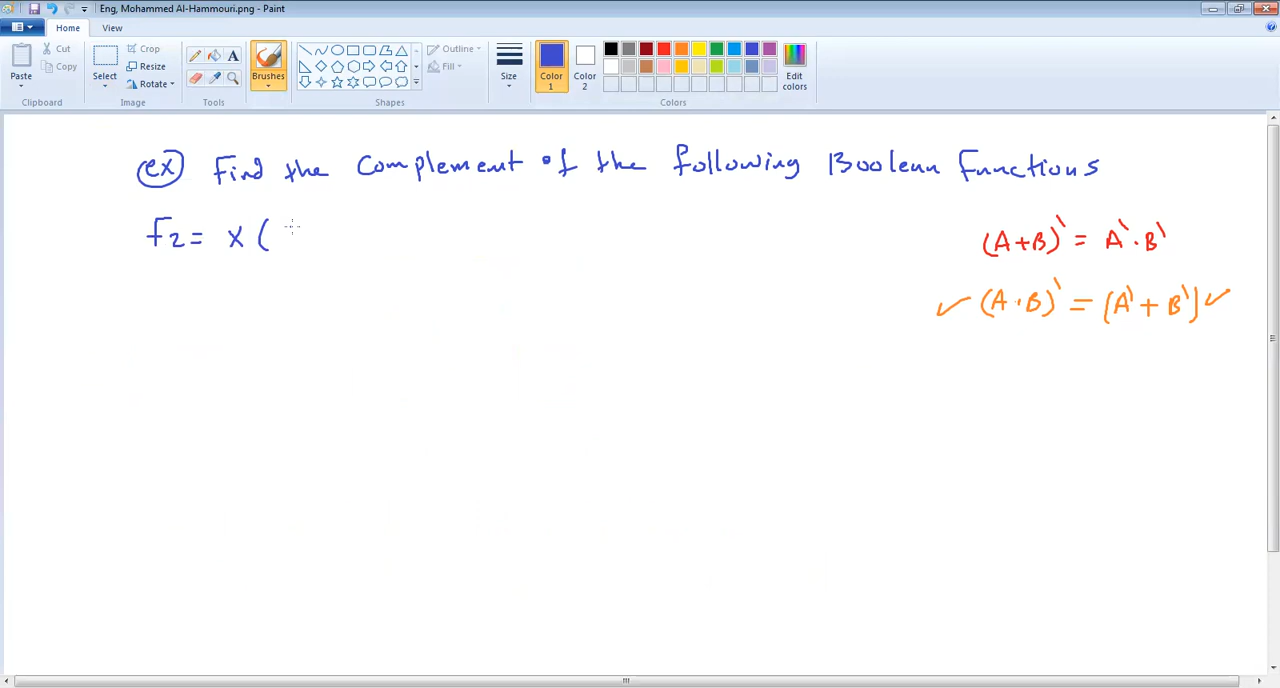 Eng, Mohammed Al-Hammouri.png - Paint
Home View
Paste Cut Copy Clipboard
Select Crop Resize Rotate Image
A Tools
Brushes
Outline Fill Shapes
Size
Color 1 Color 2 Edit colors Colors
ex Find the Complement of the following Boolean Functions
F2 = x (
(A+B)` = A`·B`
✓ (A·B)` = (A` + B`) ✓